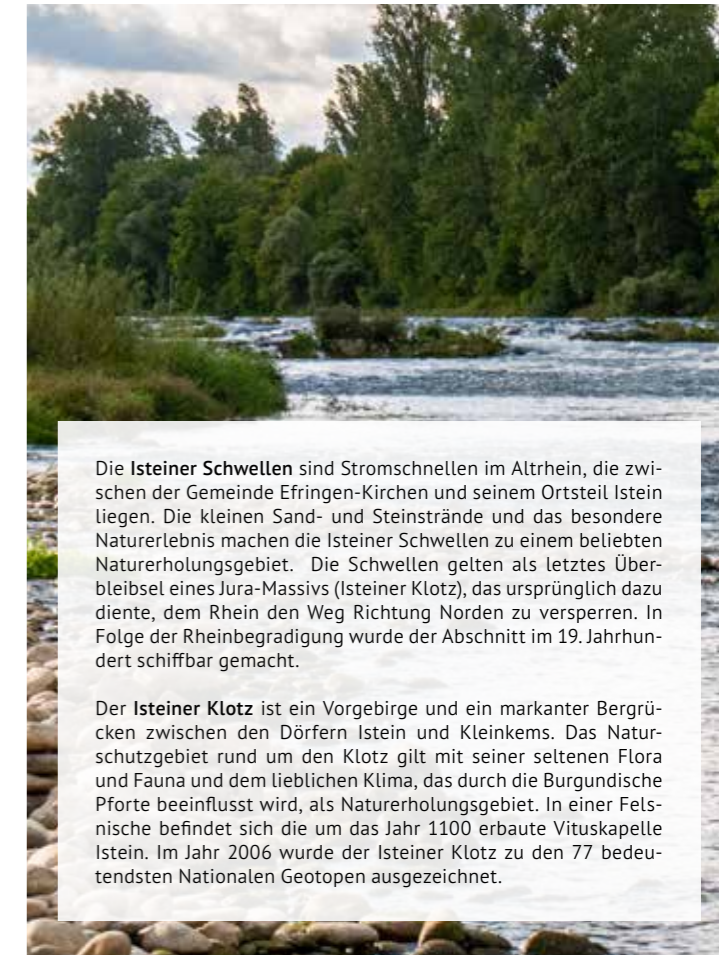 Die Isteiner Schwellen sind Stromschnellen im Altrhein, die zwi-
schen der Gemeinde Efringen-Kirchen und seinem Ortsteil Istein
liegen. Die kleinen Sand- und Steinstrände und das besondere
Naturerlebnis machen die Isteiner Schwellen zu einem beliebten
Naturerholungsgebiet.  Die Schwellen gelten als letztes Über-
bleibsel eines Jura-Massivs (Isteiner Klotz), das ursprünglich dazu
diente, dem Rhein den Weg Richtung Norden zu versperren. In
Folge der Rheinbegradigung wurde der Abschnitt im 19. Jahrhun-
dert schiffbar gemacht.

Der Isteiner Klotz ist ein Vorgebirge und ein markanter Bergrü-
cken zwischen den Dörfern Istein und Kleinkems. Das Natur-
schutzgebiet rund um den Klotz gilt mit seiner seltenen Flora
und Fauna und dem lieblichen Klima, das durch die Burgundische
Pforte beeinflusst wird, als Naturerholungsgebiet. In einer Fels-
nische befindet sich die um das Jahr 1100 erbaute Vituskapelle
Istein. Im Jahr 2006 wurde der Isteiner Klotz zu den 77 bedeu-
tendsten Nationalen Geotopen ausgezeichnet.